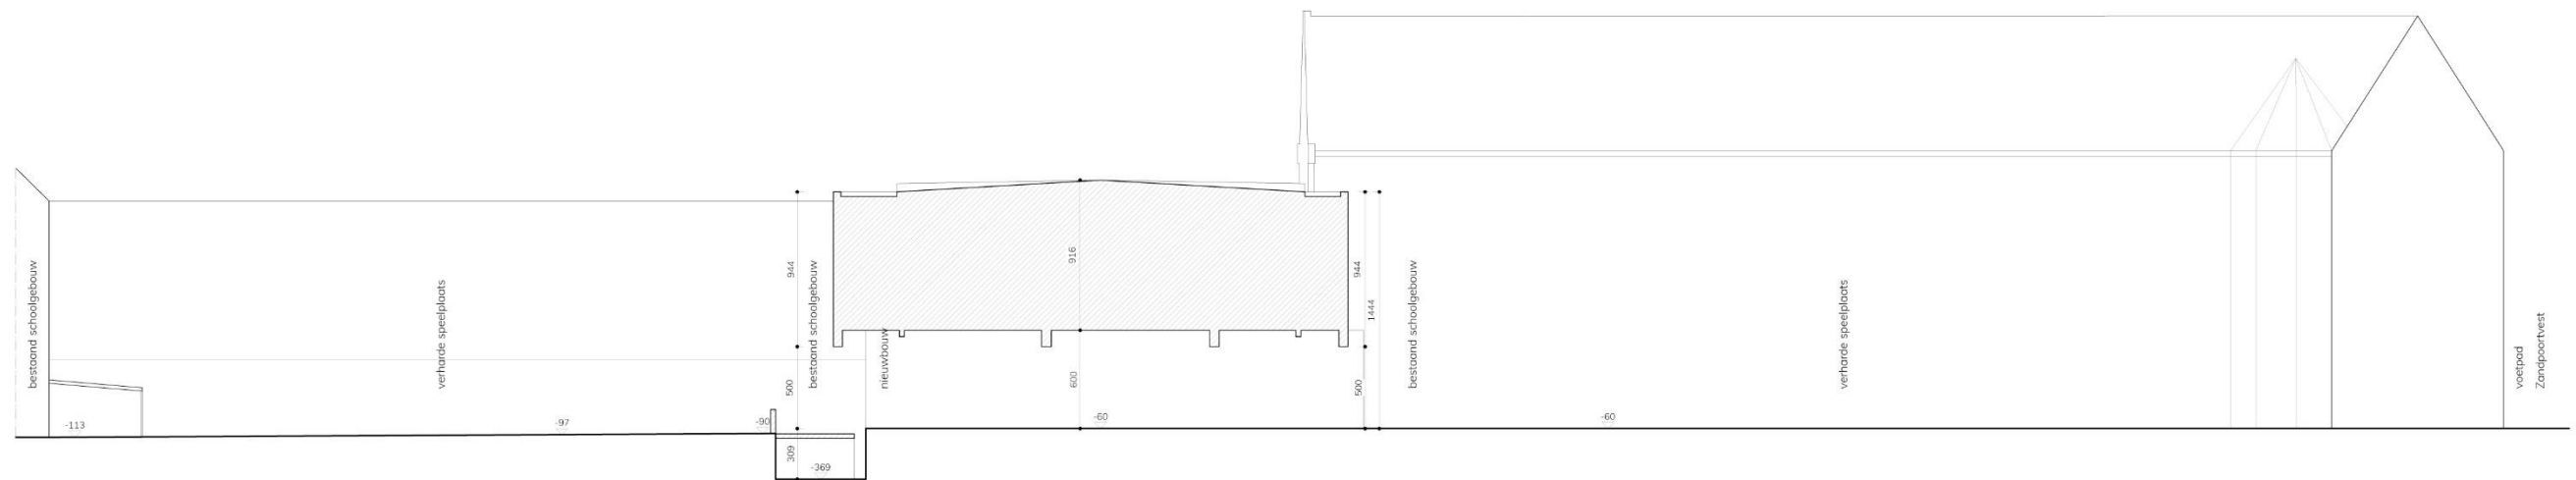 bestaand schoolgebouw
-113
verharde speelplaats
-97
-90
944
500
309
-369
bestaand schoolgebouw
nieuwbouw
916
600
-60
944
500
1444
bestaand schoolgebouw
-60
verharde speelplaats
voetpad
Zandpoortvest